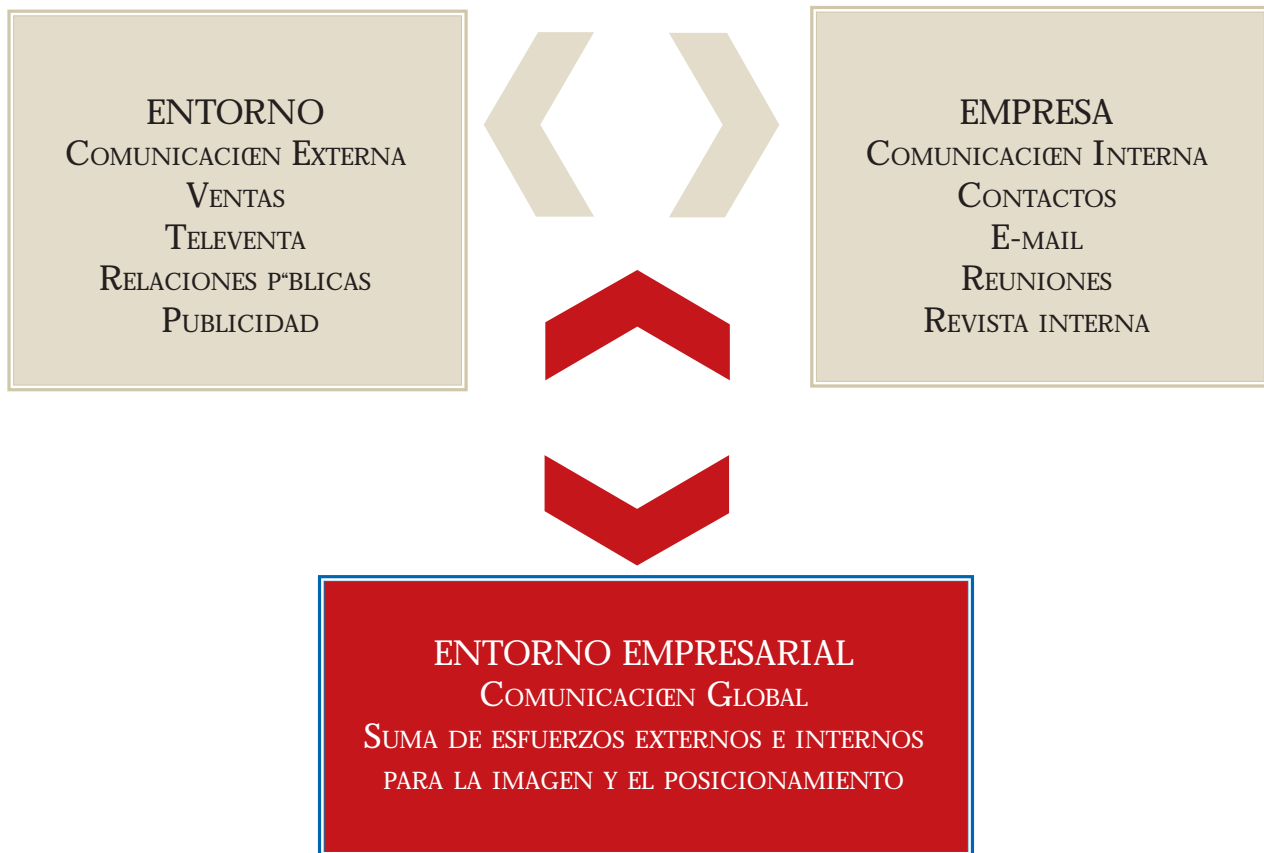 ENTORNO
COMUNICACIŒN EXTERNA
VENTAS
TELEVENTA
RELACIONES P“BLICAS
PUBLICIDAD
EMPRESA
COMUNICACIŒN INTERNA
CONTACTOS
E-MAIL
REUNIONES
REVISTA INTERNA
ENTORNO EMPRESARIAL
COMUNICACIŒN GLOBAL
SUMA DE ESFUERZOS EXTERNOS E INTERNOS
PARA LA IMAGEN Y EL POSICIONAMIENTO